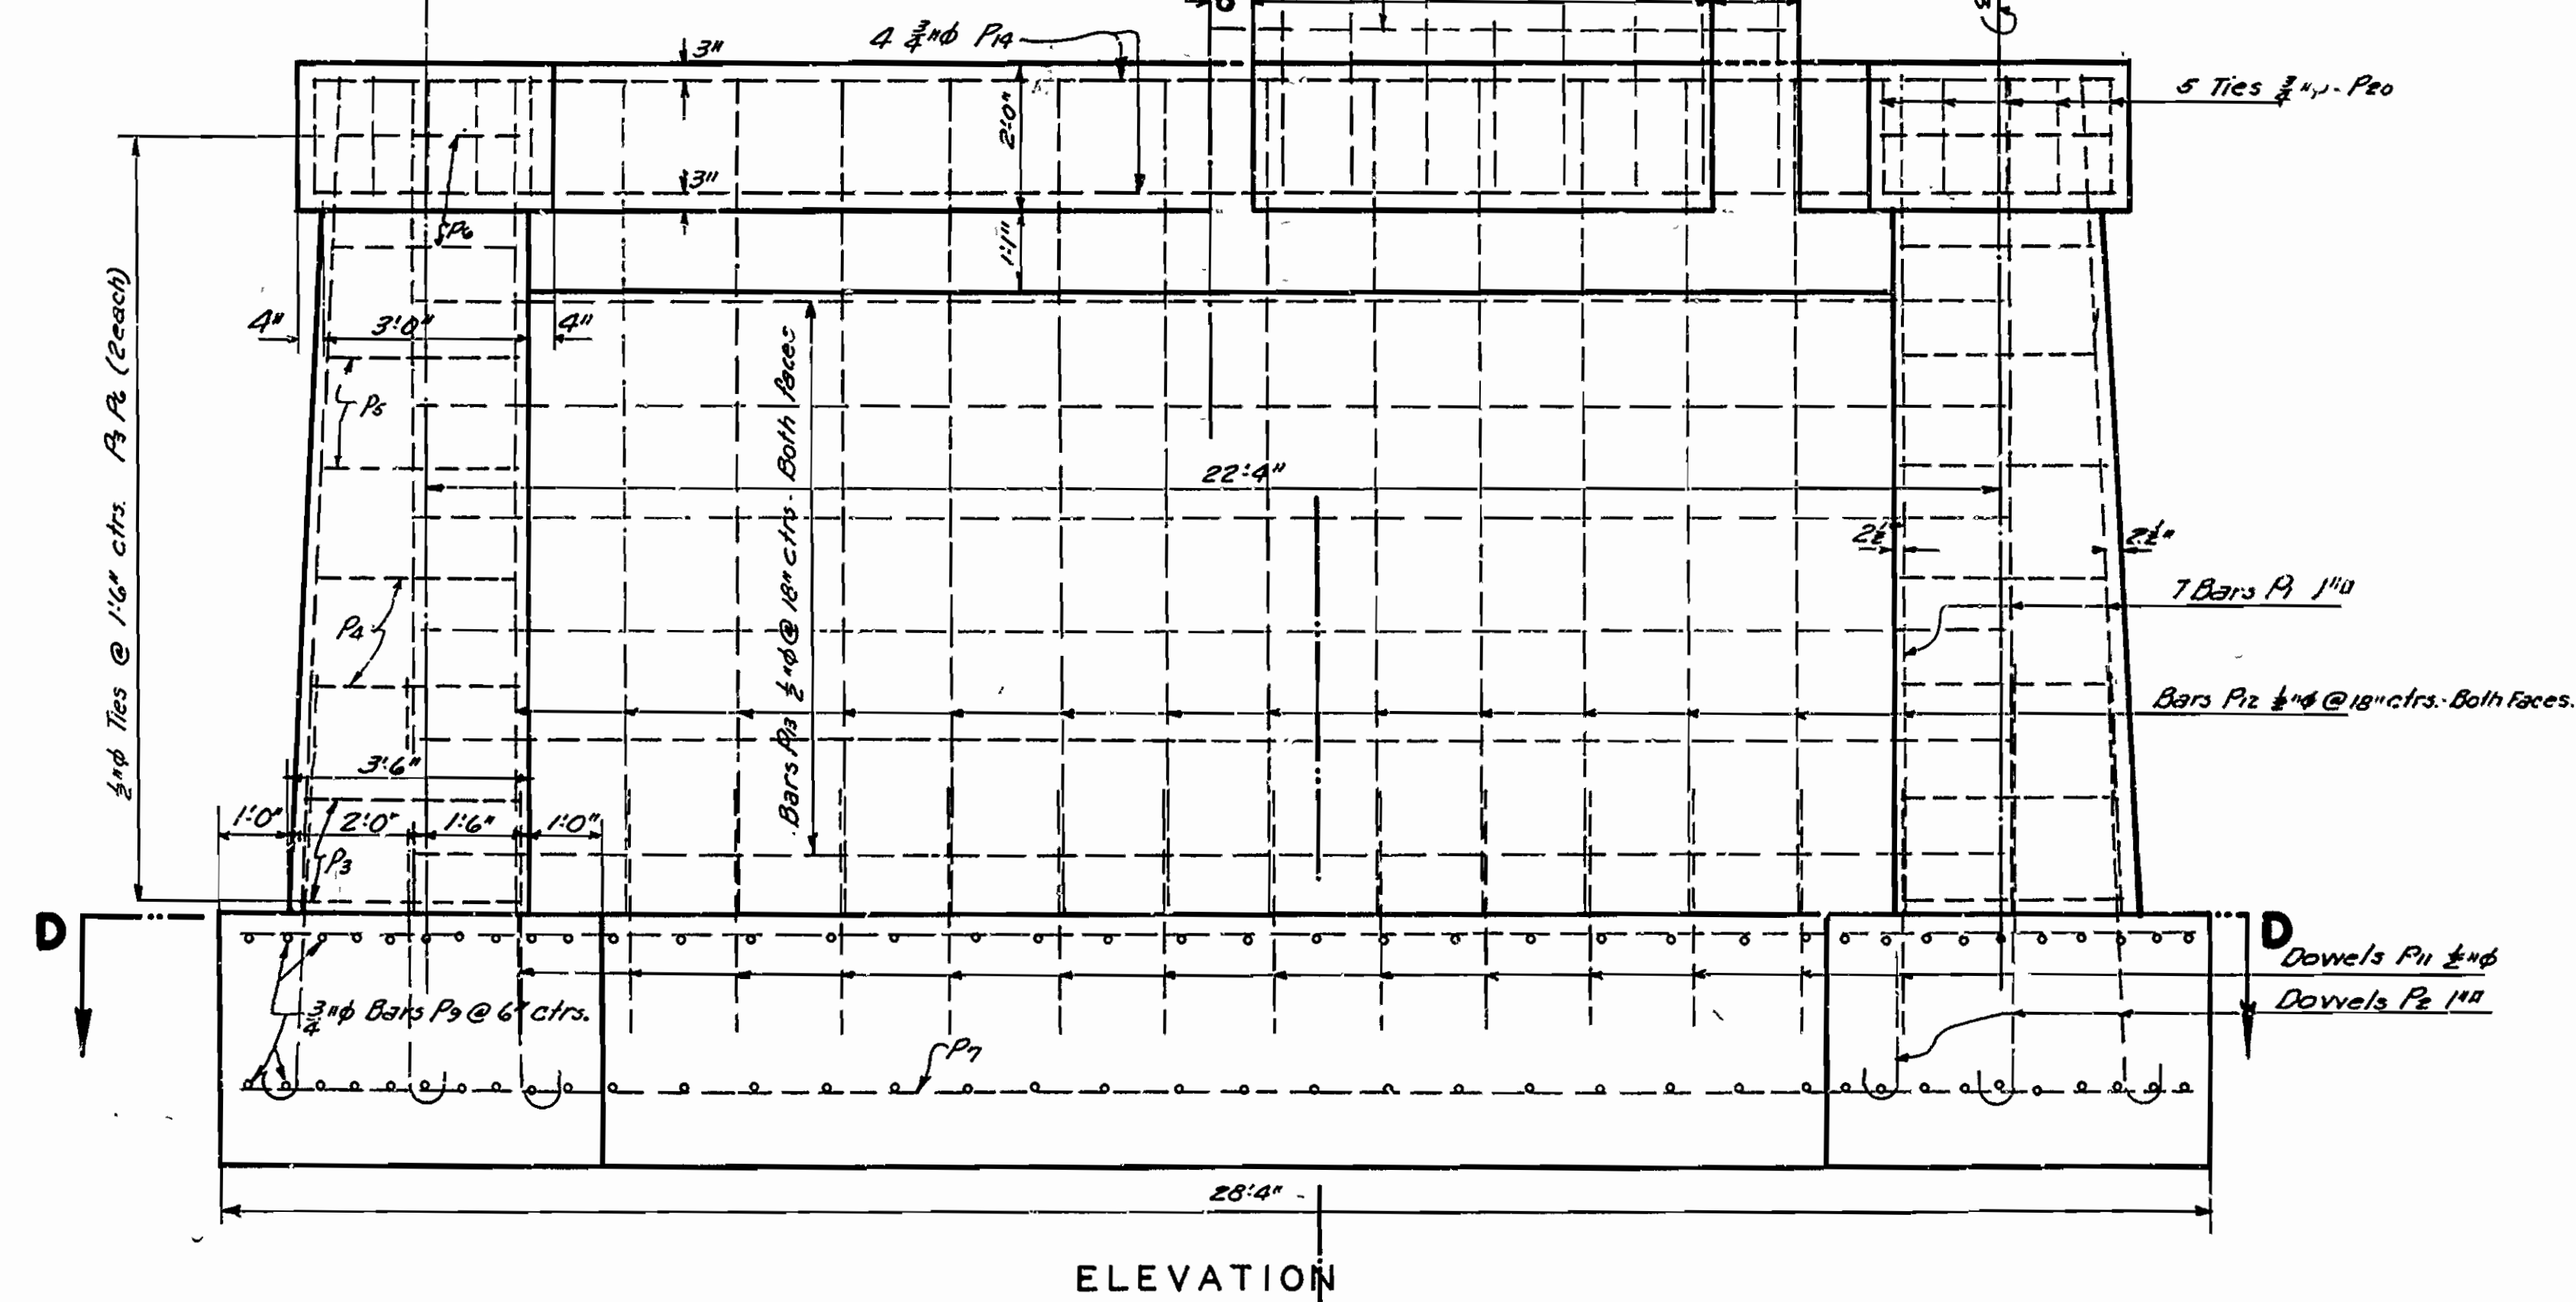 4 3/4"φ P14
3"
5 Ties 3/4"φ - P20
2'-0"
3"
P6
1'-1"
4"
3'-0"
4"
1/2"φ Ties @ 1'-6" ctrs. P3 P6 (2 each)
P5
Bars P13 1/2"φ @ 18" ctrs. - Both faces
22'-4"
2 1/2"
2 1/2"
7 Bars P1 1"□
P4
Bars P12 1/2"φ @ 18" ctrs. - Both Faces.
3'-6"
1'-0"
2'-0"
1'-6"
1'-0"
P3
D
D
Dowels P11 1/2"φ
Dowels P2 1"□
3/4"φ Bars P9 @ 6" ctrs.
P7
28'-4"
ELEVATION